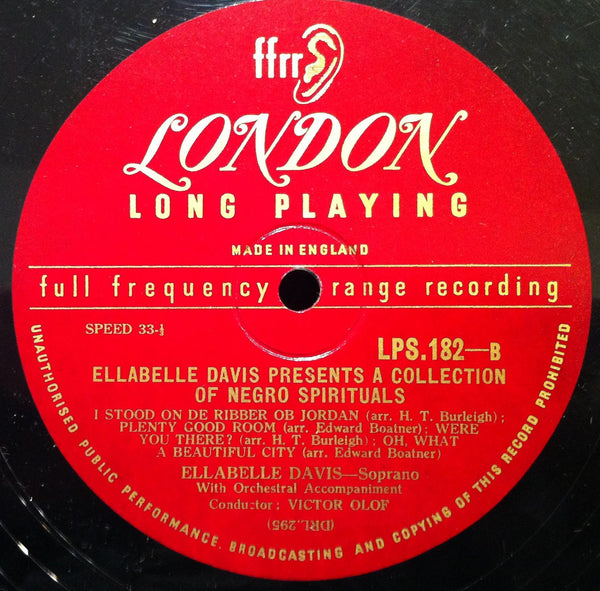 ffrr
LONDON
LONG PLAYING
MADE IN ENGLAND
full frequency range recording
SPEED 33-⅓
LPS.182—B
ELLABELLE DAVIS PRESENTS A COLLECTION
OF NEGRO SPIRITUALS
I STOOD ON DE RIBBER OB JORDAN (arr. H. T. Burleigh) ;
PLENTY GOOD ROOM (arr. Edward Boatner) ; WERE
YOU THERE? (arr. H. T. Burleigh) ; OH, WHAT
A BEAUTIFUL CITY (arr. Edward Boatner)
ELLABELLE DAVIS—Soprano
With Orchestral Accompaniment
Conductor : VICTOR OLOF
(DRL.295)
UNAUTHORISED PUBLIC PERFORMANCE, BROADCASTING AND COPYING OF THIS RECORD PROHIBITED